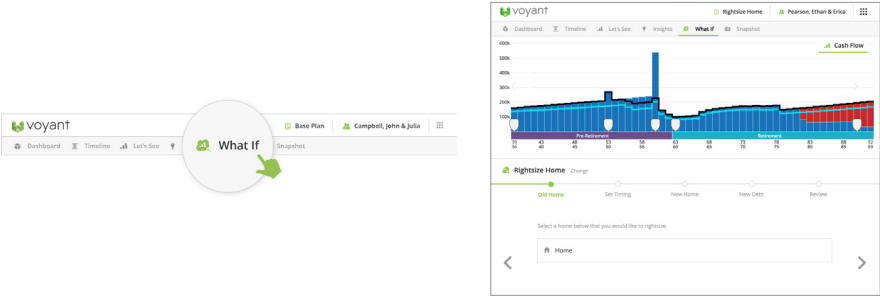 voyant
Base Plan
Campbell, John & Julia
Dashboard
Timeline
Let's See
What If
Snapshot
voyant
Rightsize Home
Pearson, Ethan & Erica
Dashboard
Timeline
Let's See
Insights
What If
Snapshot
Cash Flow
600k
500k
400k
300k
200k
100k
Pre-Retirement
Retirement
39 43 48 53 58 63 68 73 78 83 88 92
36 40 45 50 55 60 65 70 75 80 85 89
Rightsize Home Change
Old Home
Set Timing
New Home
New Debt
Review
Select a home below that you would like to rightsize.
Home